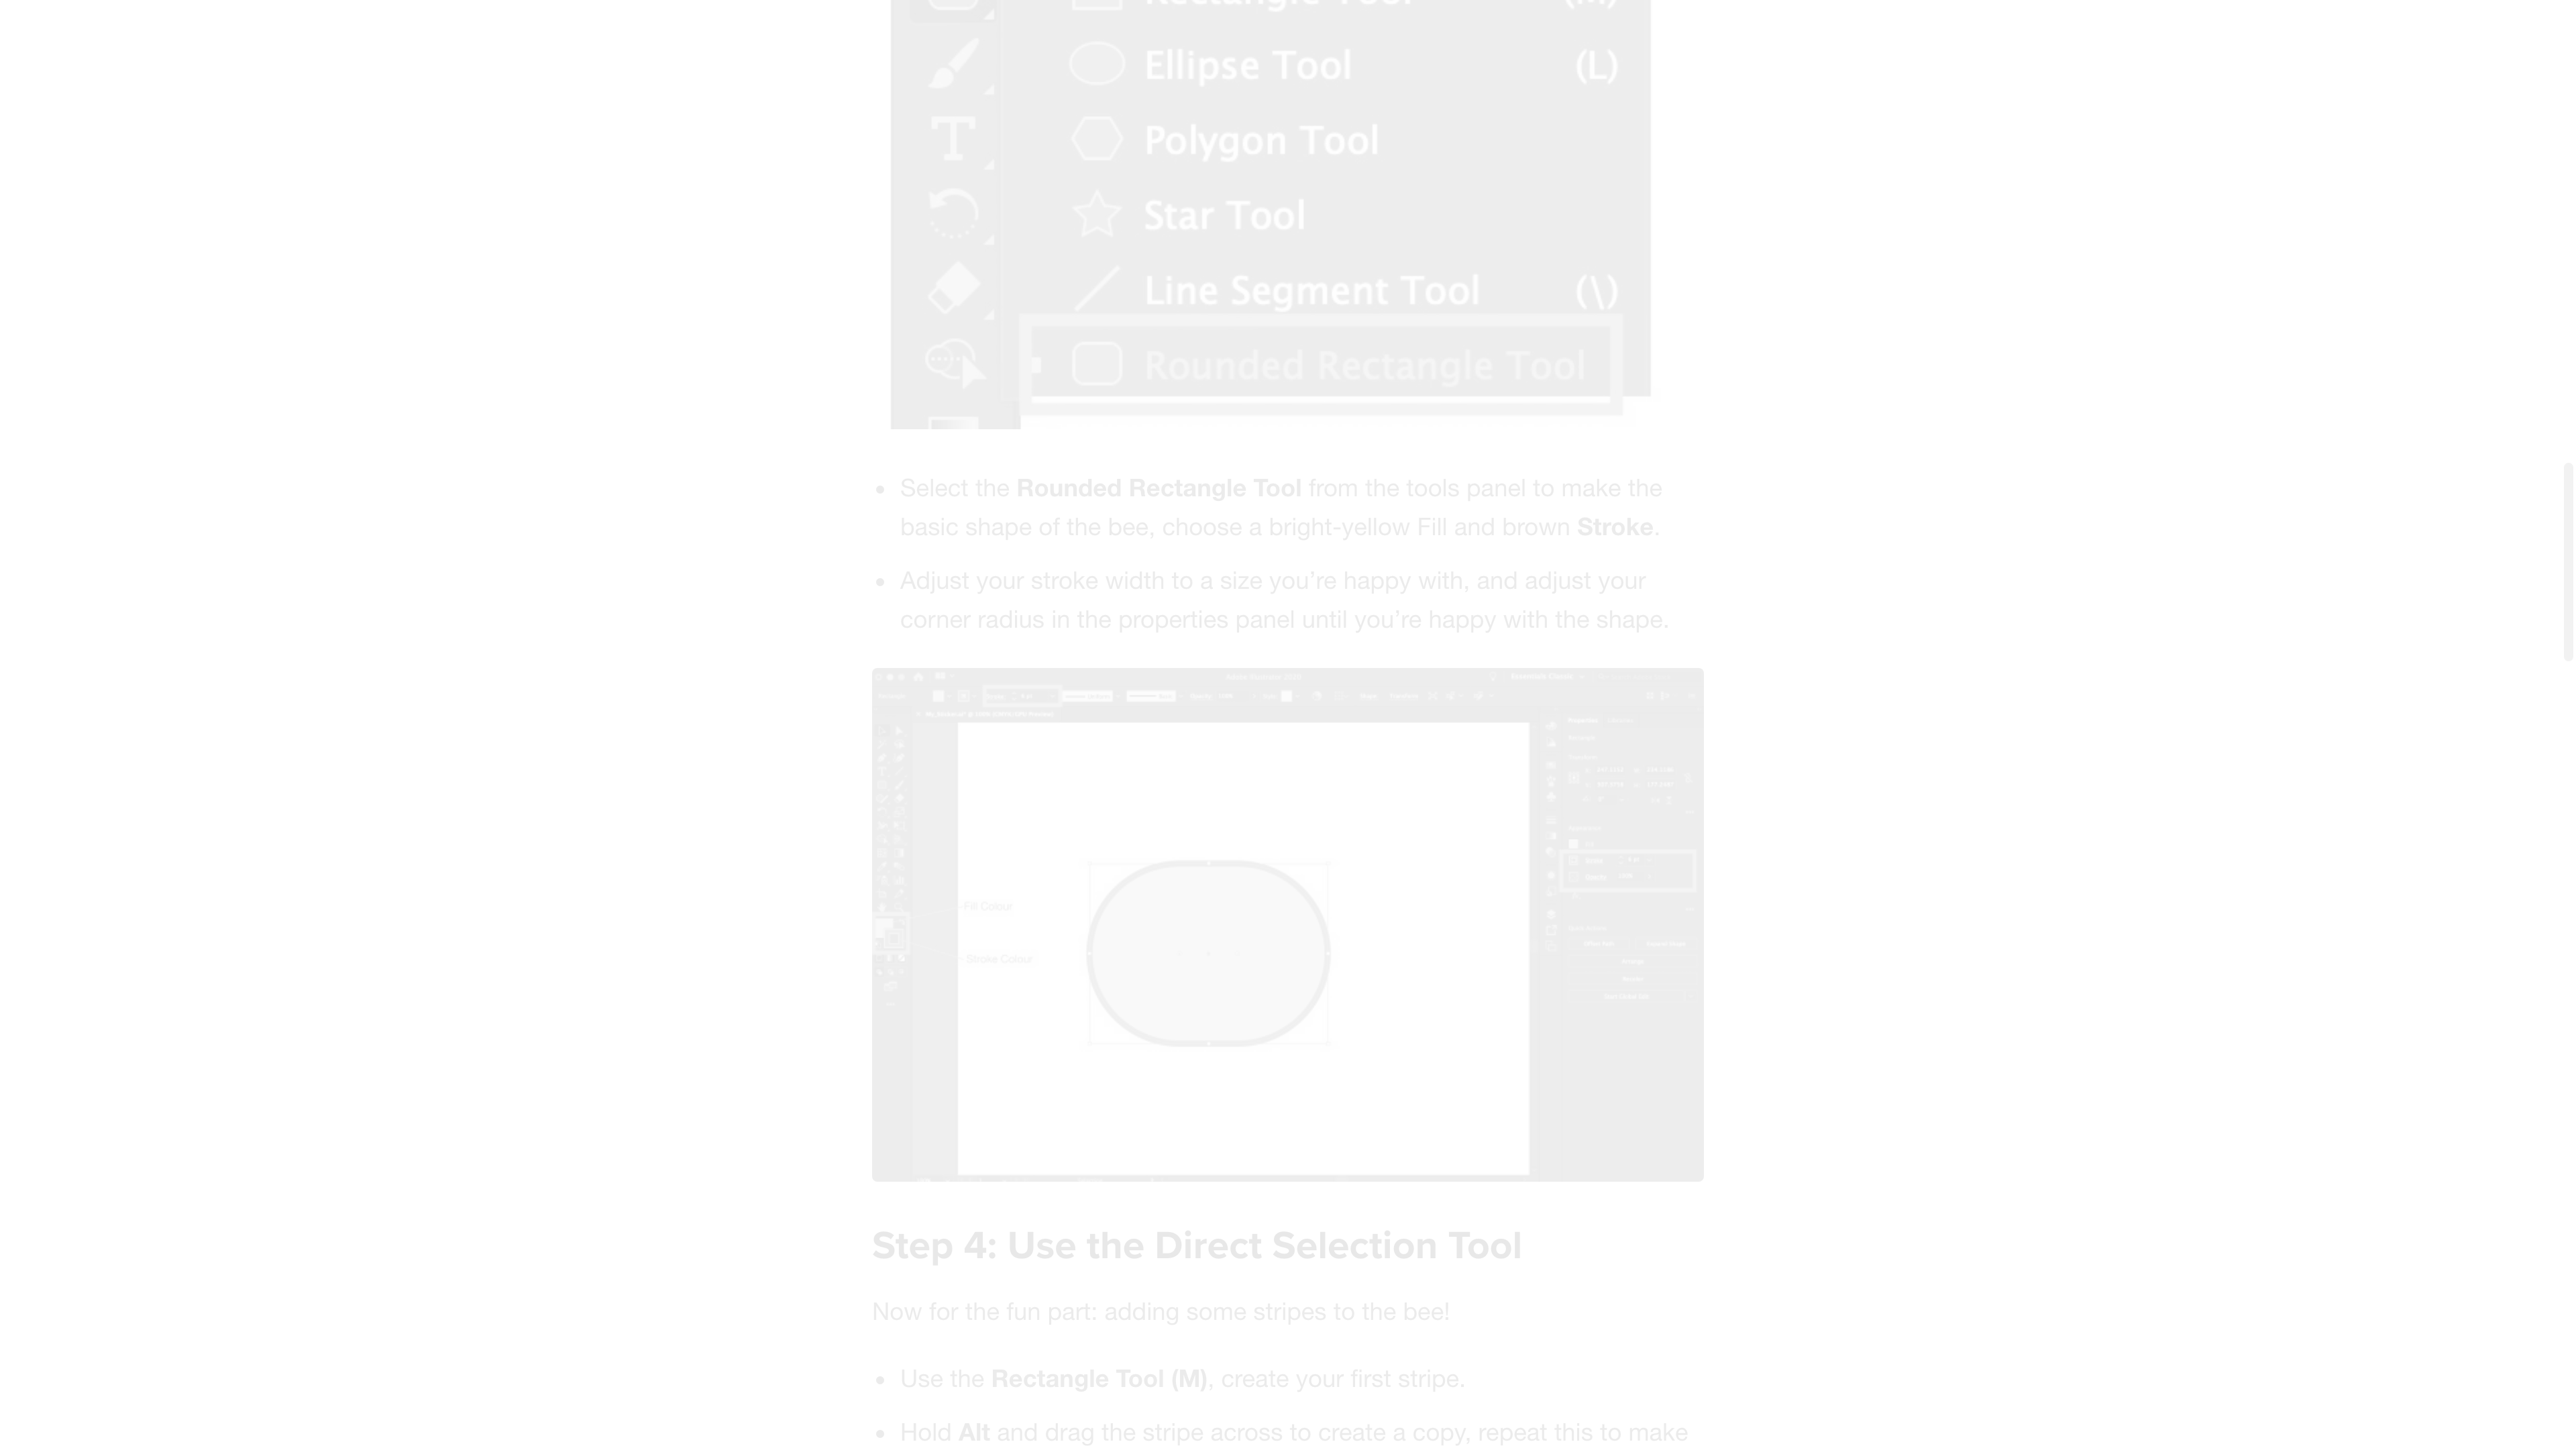 Ellipse Tool (L)
Polygon Tool
Star Tool
Line Segment Tool (\)
Rounded Rectangle Tool
Select the Rounded Rectangle Tool from the tools panel to make the
basic shape of the bee, choose a bright-yellow Fill and brown Stroke.
Adjust your stroke width to a size you’re happy with, and adjust your
corner radius in the properties panel until you’re happy with the shape.
Fill Colour
Stroke Colour
Step 4: Use the Direct Selection Tool
Now for the fun part: adding some stripes to the bee!
Use the Rectangle Tool (M), create your first stripe.
Hold Alt and drag the stripe across to create a copy, repeat this to make